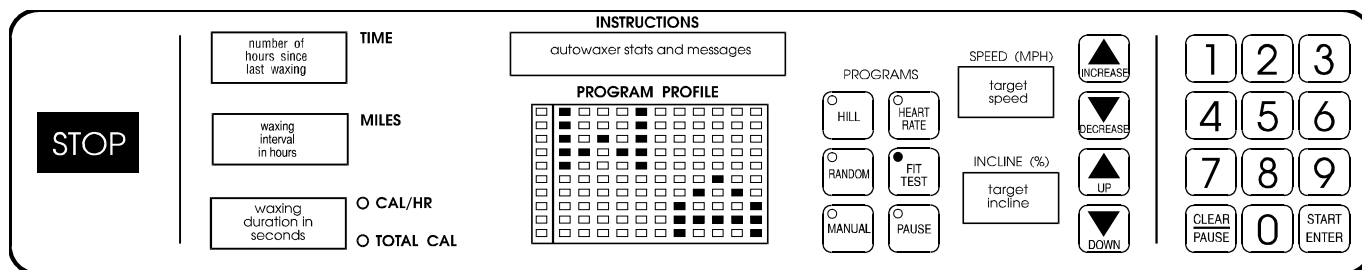 STOP
number of
hours since
last waxing
TIME
waxing
interval
in hours
MILES
waxing
duration in
seconds
CAL/HR
TOTAL CAL
INSTRUCTIONS
autowaxer stats and messages
PROGRAM PROFILE
PROGRAMS
HILL
HEART
RATE
RANDOM
FIT
TEST
MANUAL
PAUSE
SPEED (MPH)
target
speed
INCLINE (%)
target
incline
INCREASE
DECREASE
UP
DOWN
1 2 3
4 5 6
7 8 9
CLEAR
PAUSE
0
START
ENTER